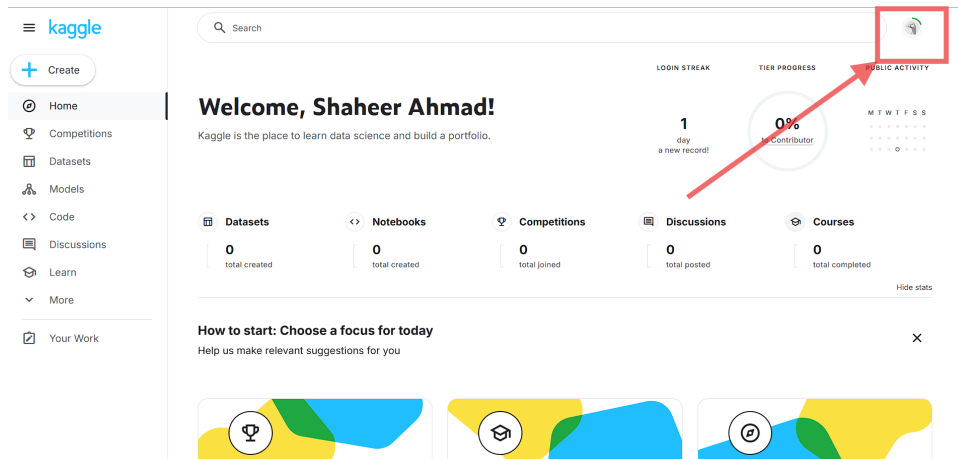 kaggle
Search
Create
Home
Competitions
Datasets
Models
Code
Discussions
Learn
More
Your Work
Welcome, Shaheer Ahmad!
Kaggle is the place to learn data science and build a portfolio.
LOGIN STREAK
1
day
a new record!
TIER PROGRESS
0%
to Contributor
PUBLIC ACTIVITY
M T W T F S S
Datasets
0
total created
Notebooks
0
total created
Competitions
0
total joined
Discussions
0
total posted
Courses
0
total completed
Hide stats
How to start: Choose a focus for today
Help us make relevant suggestions for you